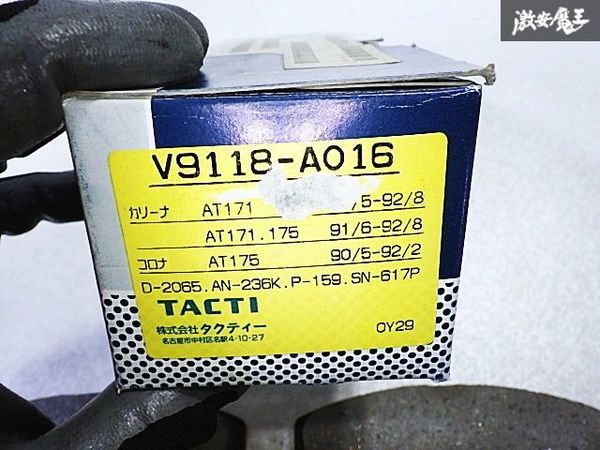 激安魔王
V9118-A016
カリーナ AT171 /5-92/8
AT171.175 91/6-92/8
コロナ AT175 90/5-92/2
D-2065.AN-236K.P-159.SN-617P
TACTI
株式会社タクティー
名古屋市中村区名駅4-10-27 OY29